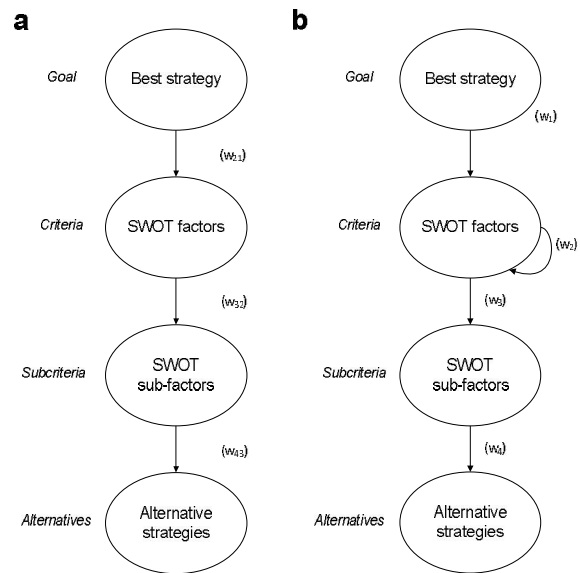 a
b
Goal
Best strategy
Goal
Best strategy
(w₁)
(w₂₁)
Criteria
SWOT factors
Criteria
SWOT factors
(w₂)
(w₃₂)
(w₃)
Subcriteria
SWOT
sub-factors
Subcriteria
SWOT
sub-factors
(w₄₃)
(w₄)
Alternatives
Alternative
strategies
Alternatives
Alternative
strategies